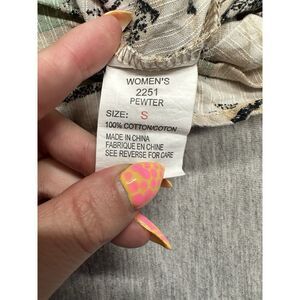 WOMEN'S
2251
PEWTER
SIZE: S
100% COTTON/COTON
MADE IN CHINA
FABRIQUE EN CHINE
SEE REVERSE FOR CARE